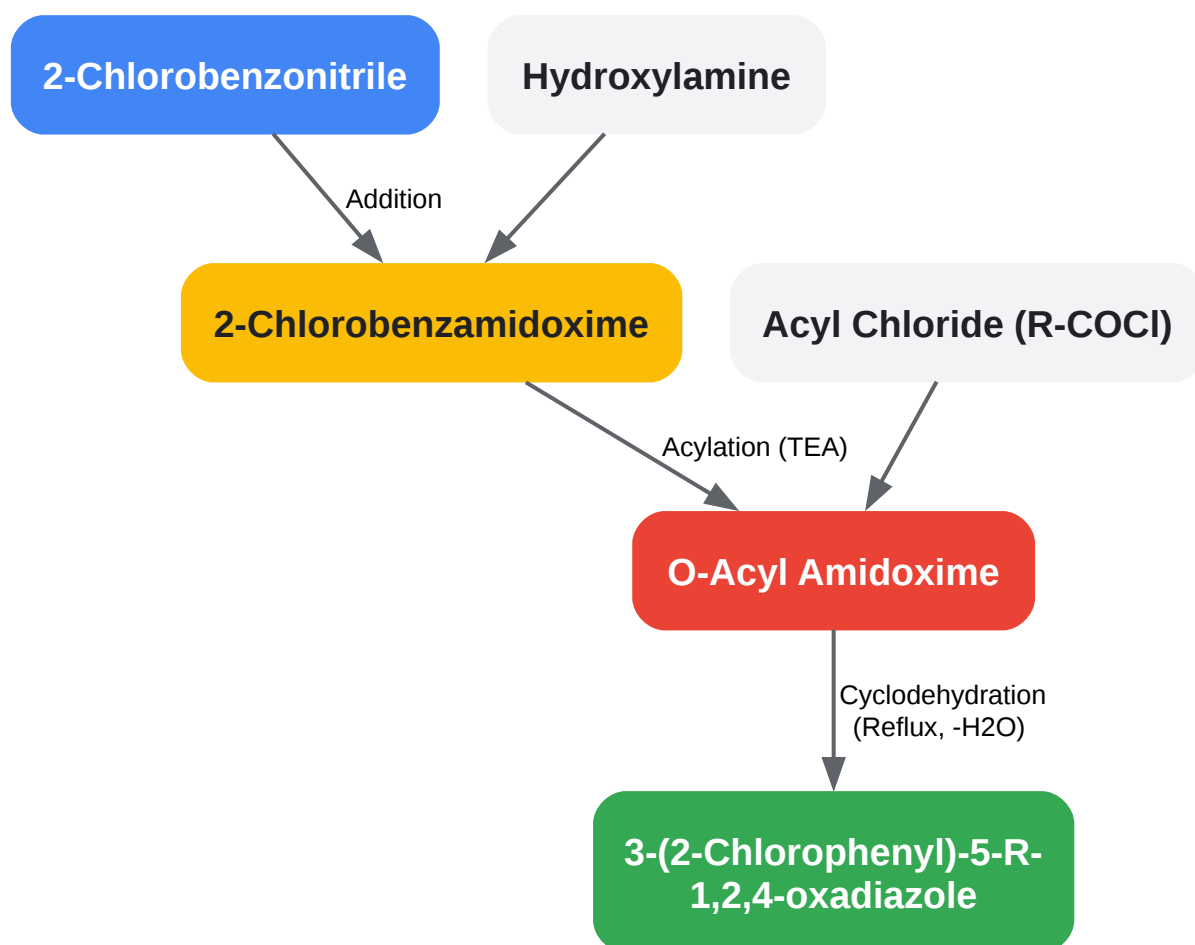 2-Chlorobenzonitrile
Hydroxylamine
Addition
2-Chlorobenzamidoxime
Acyl Chloride (R-COCl)
Acylation (TEA)
O-Acyl Amidoxime
Cyclodehydration
(Reflux, -H2O)
3-(2-Chlorophenyl)-5-R-
1,2,4-oxadiazole